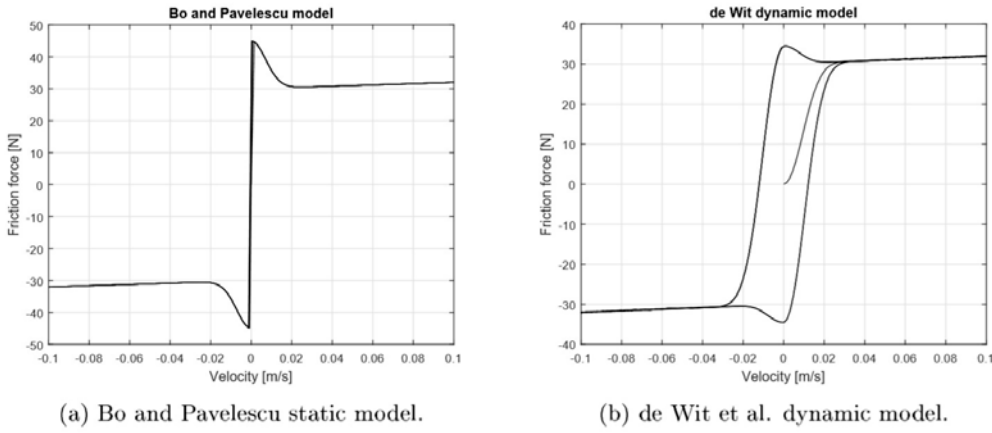 Bo and Pavelescu model
50
40
30
20
10
0
-10
-20
-30
-40
-50
Friction force [N]
-0.1 -0.08 -0.06 -0.04 -0.02 0 0.02 0.04 0.06 0.08 0.1
Velocity [m/s]
(a) Bo and Pavelescu static model.
de Wit dynamic model
40
30
20
10
0
-10
-20
-30
-40
Friction force [N]
-0.1 -0.08 -0.06 -0.04 -0.02 0 0.02 0.04 0.06 0.08 0.1
Velocity [m/s]
(b) de Wit et al. dynamic model.